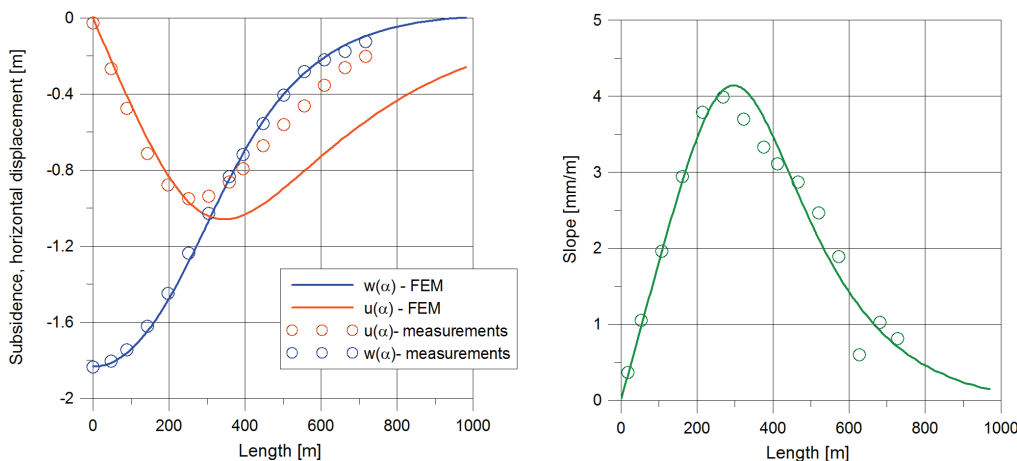 0
-0.4
-0.8
-1.2
-1.6
-2
Subsidence, horizontal displacement [m]
w(α) - FEM
u(α) - FEM
u(α)- measurements
w(α)- measurements
0 200 400 600 800 1000
Length [m]
5
4
3
2
1
0
Slope [mm/m]
0 200 400 600 800 1000
Length [m]